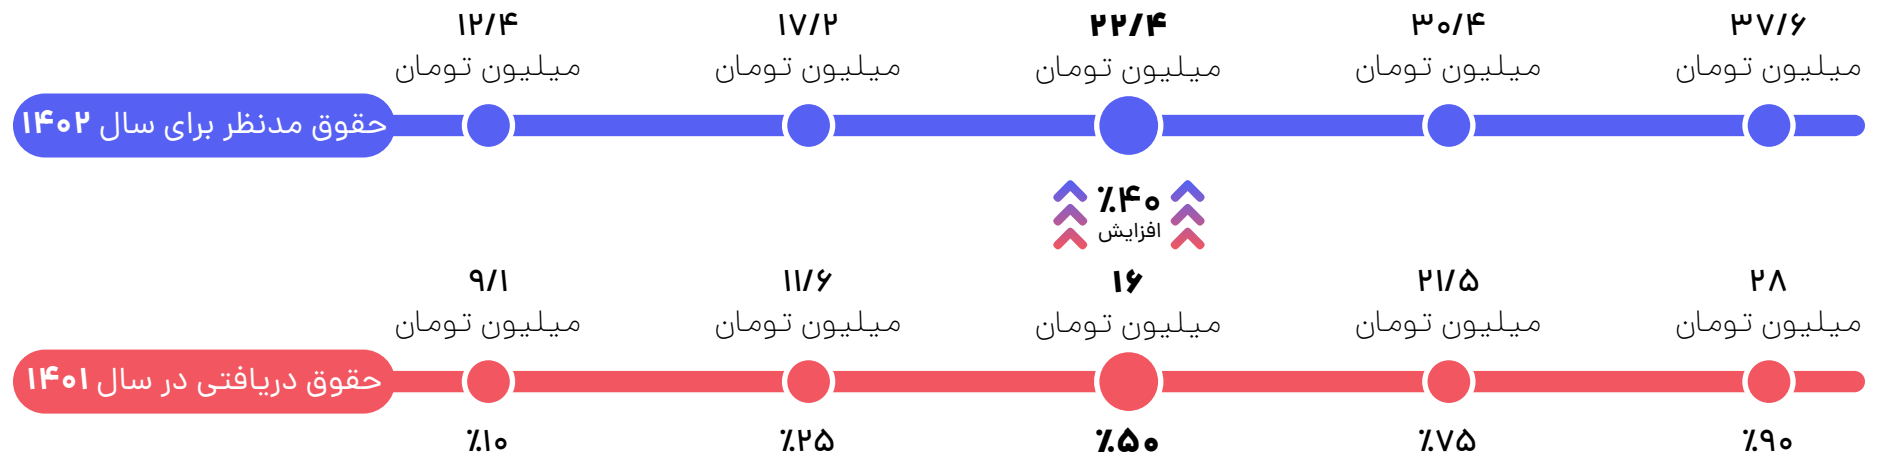 ۱۲/۴
میلیون تومان
۱۷/۲
میلیون تومان
۲۲/۴
میلیون تومان
۳۰/۴
میلیون تومان
۳۷/۶
میلیون تومان
حقوق مدنظر برای سال ۱۴۰۲
٪۴۰
افزایش
۹/۱
میلیون تومان
۱۱/۶
میلیون تومان
۱۶
میلیون تومان
۲۱/۵
میلیون تومان
۲۸
میلیون تومان
حقوق دریافتی در سال ۱۴۰۱
٪۱۰
٪۲۵
٪۵۰
٪۷۵
٪۹۰